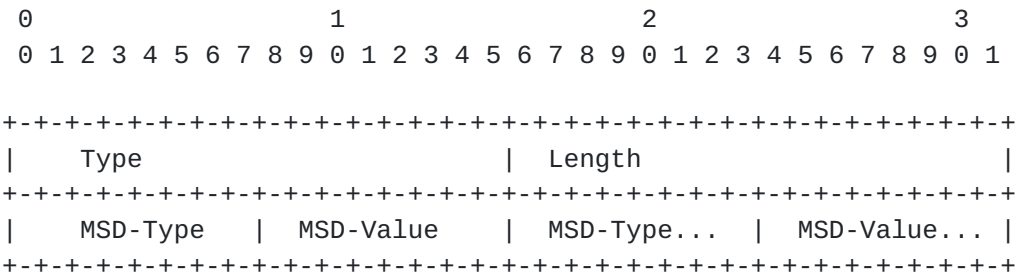 0                   1                   2                   3
0 1 2 3 4 5 6 7 8 9 0 1 2 3 4 5 6 7 8 9 0 1 2 3 4 5 6 7 8 9 0 1
+-+-+-+-+-+-+-+-+-+-+-+-+-+-+-+-+-+-+-+-+-+-+-+-+-+-+-+-+-+-+-+-+
|    Type                       |  Length                       |
+-+-+-+-+-+-+-+-+-+-+-+-+-+-+-+-+-+-+-+-+-+-+-+-+-+-+-+-+-+-+-+-+
|    MSD-Type   |  MSD-Value    |  MSD-Type...  |  MSD-Value... |
+-+-+-+-+-+-+-+-+-+-+-+-+-+-+-+-+-+-+-+-+-+-+-+-+-+-+-+-+-+-+-+-+